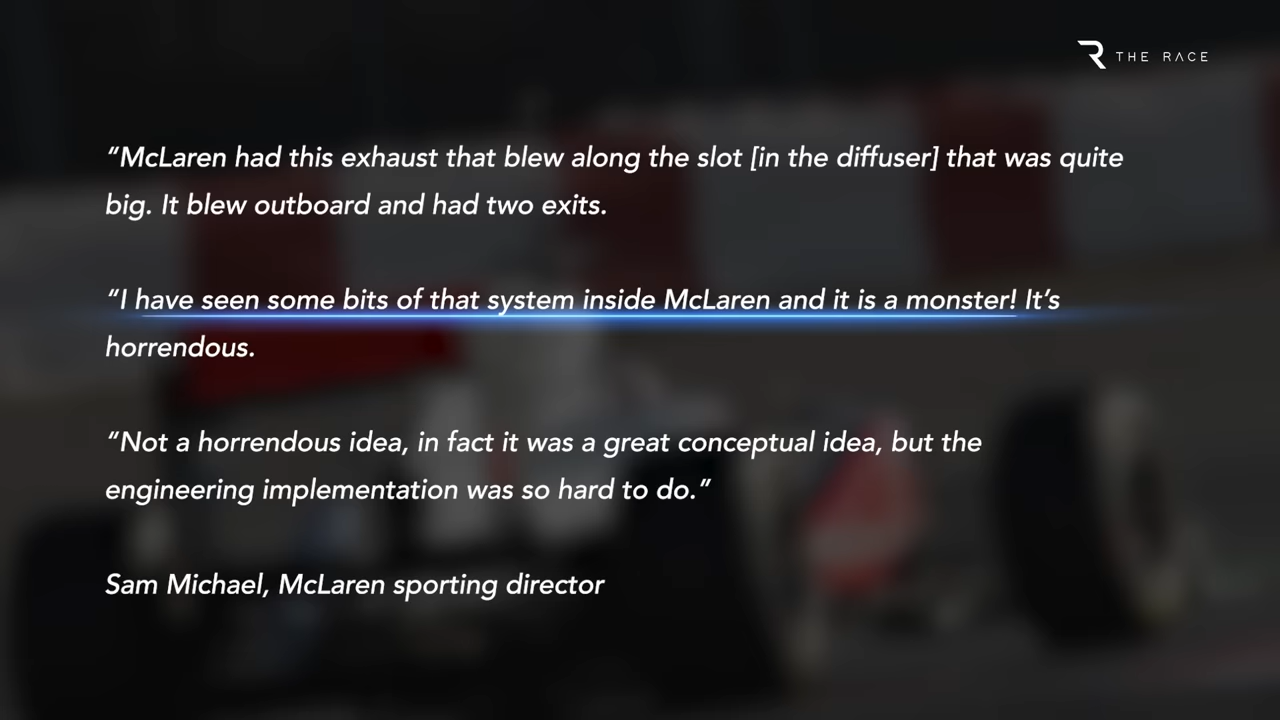 THE RACE
“McLaren had this exhaust that blew along the slot [in the diffuser] that was quite
big. It blew outboard and had two exits.
“I have seen some bits of that system inside McLaren and it is a monster! It’s
horrendous.
“Not a horrendous idea, in fact it was a great conceptual idea, but the
engineering implementation was so hard to do.”
Sam Michael, McLaren sporting director